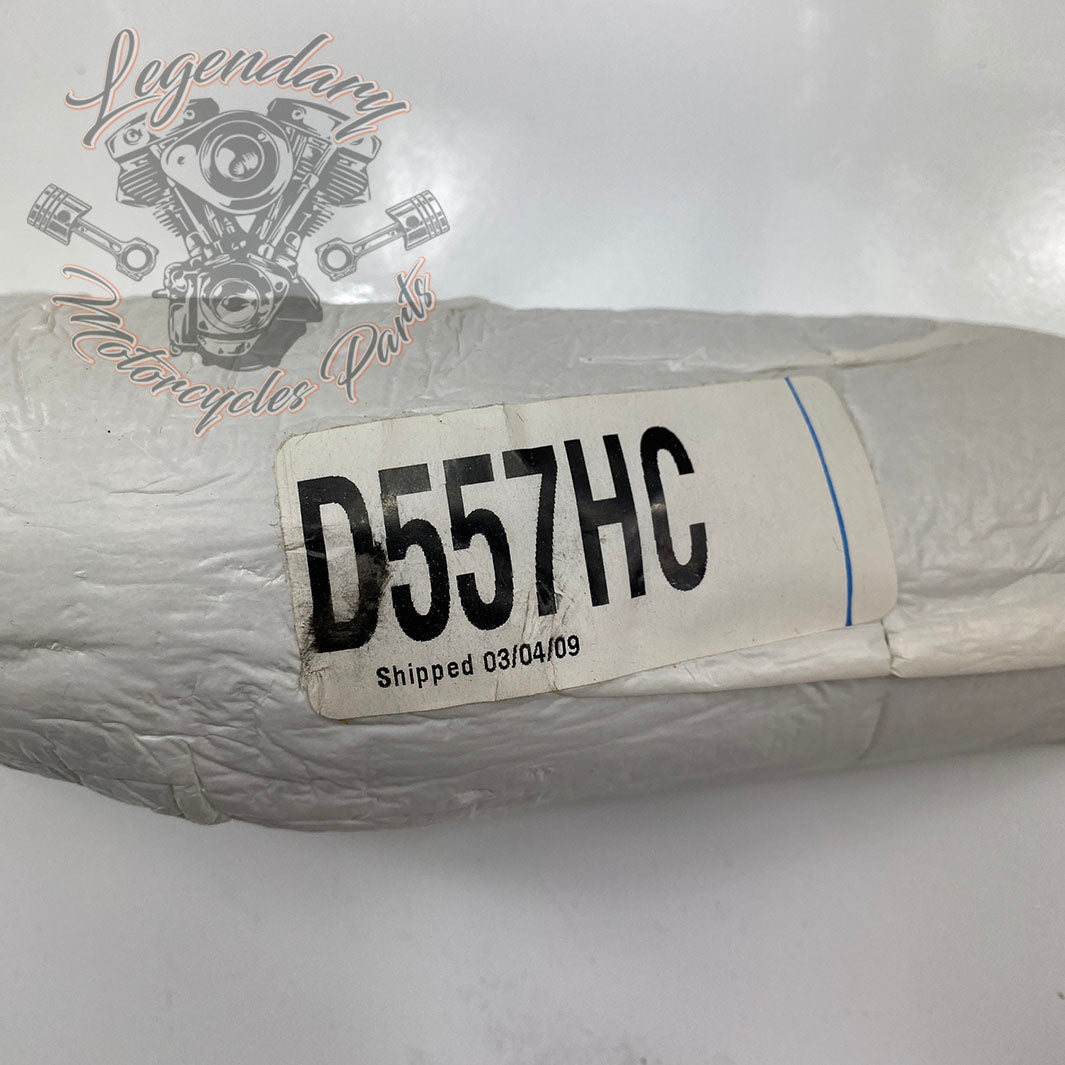 Legendary
Motorcycles Parts
D557HC
Shipped 03/04/09